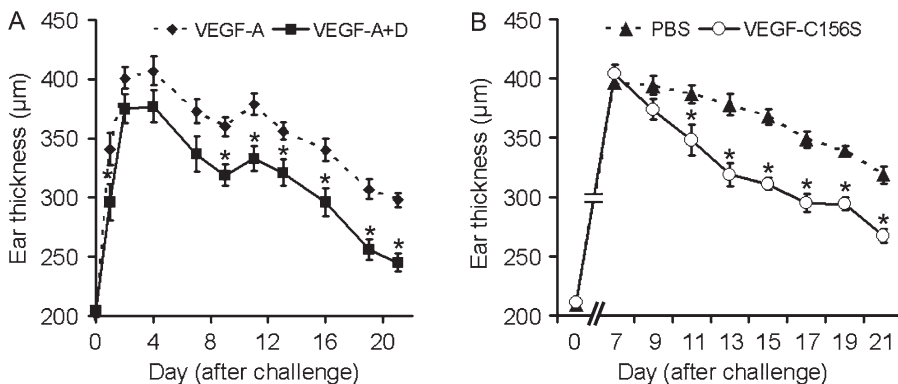 A
VEGF-A VEGF-A+D
450
400
350
300
250
200
Ear thickness (µm)
* * * * * * *
0 4 8 12 16 20
Day (after challenge)
B
PBS VEGF-C156S
450
400
350
300
250
200
Ear thickness (µm)
* * * * * *
0 7 9 11 13 15 17 19 21
Day (after challenge)